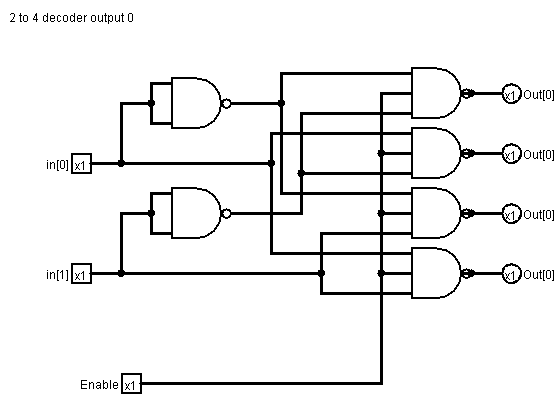 2 to 4 decoder output 0
x1 Out[0]
in[0] x1
x1 Out[0]
x1 Out[0]
in[1] x1
x1 Out[0]
Enable x1